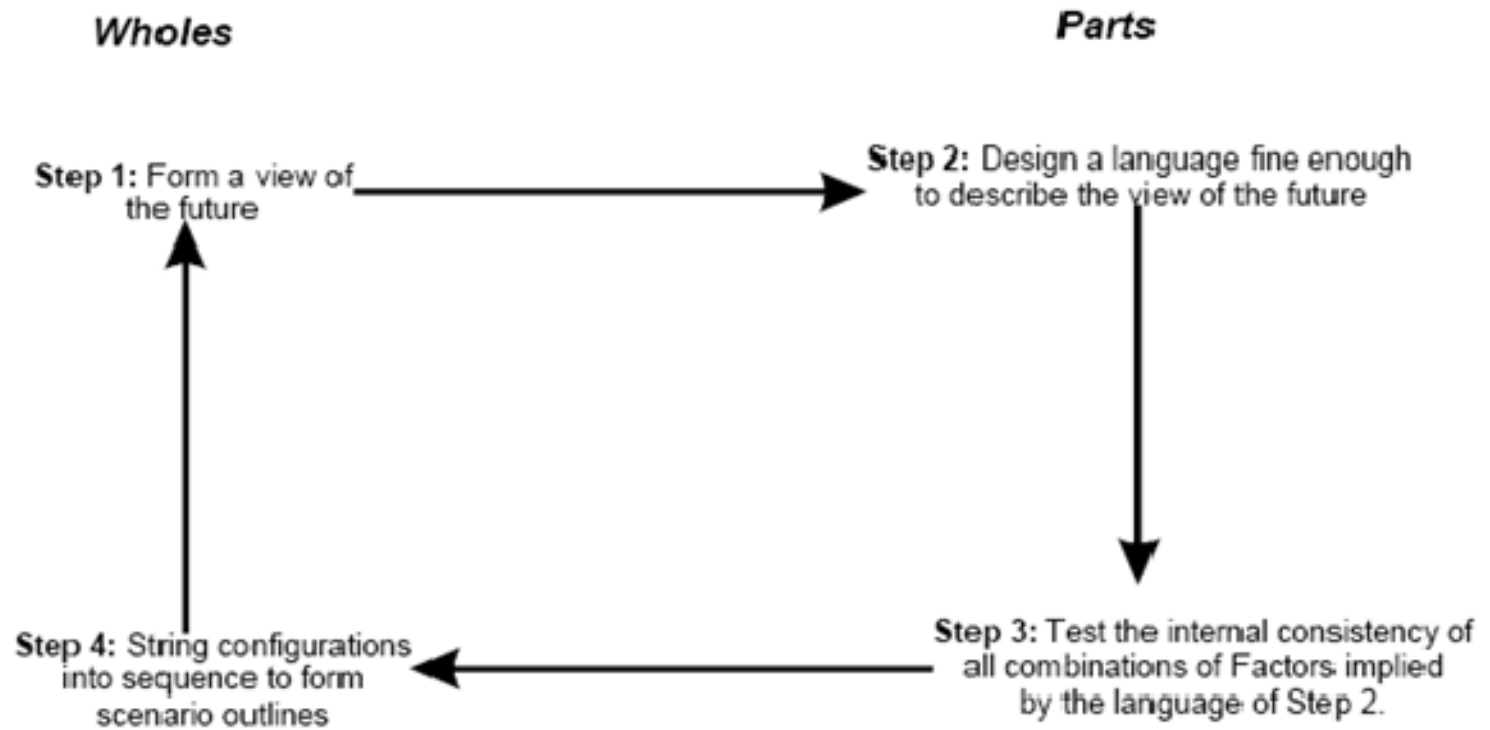 Wholes
Parts
Step 1: Form a view of
the future
Step 2: Design a language fine enough
to describe the view of the future
Step 3: Test the internal consistency of
all combinations of Factors implied
by the language of Step 2.
Step 4: String configurations
into sequence to form
scenario outlines